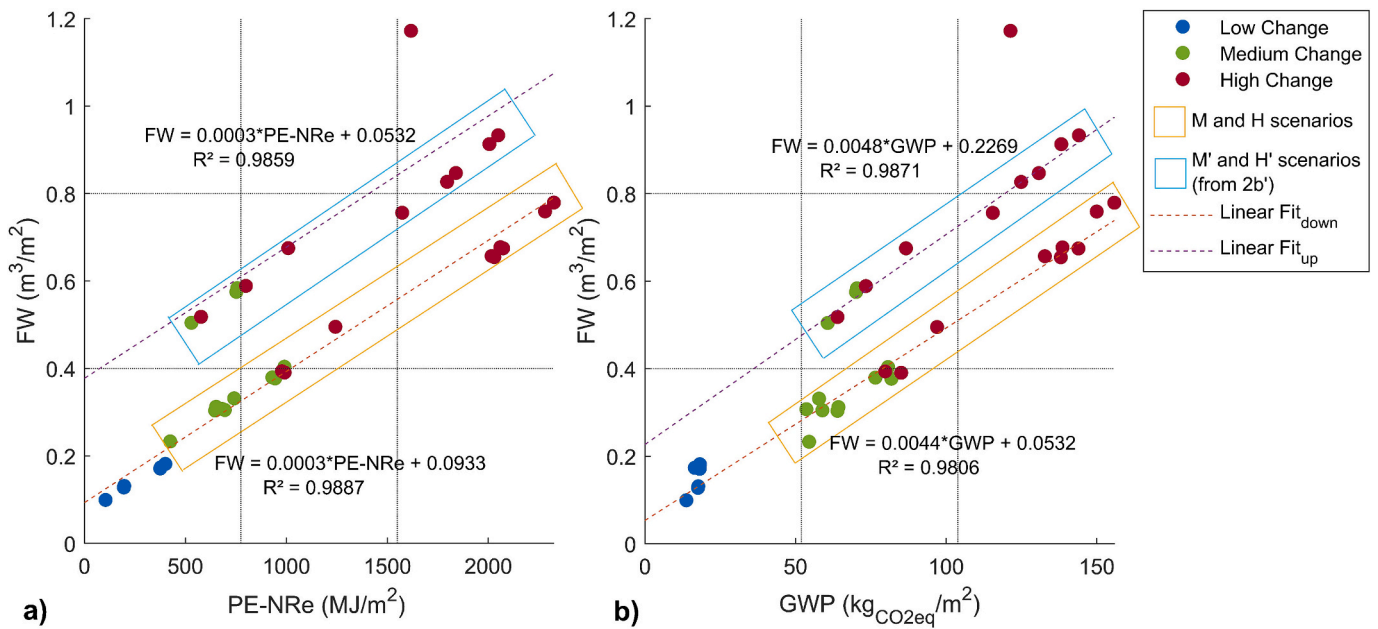 1.2
1
0.8
0.6
0.4
0.2
0
FW (m³/m²)
FW = 0.0003*PE-NRe + 0.0532
R² = 0.9859
FW = 0.0003*PE-NRe + 0.0933
R² = 0.9887
0
500
1000
1500
2000
PE-NRe (MJ/m²)
a)
1.2
1
0.8
0.6
0.4
0.2
0
FW (m³/m²)
FW = 0.0048*GWP + 0.2269
R² = 0.9871
FW = 0.0044*GWP + 0.0532
R² = 0.9806
0
50
100
150
GWP (kg_CO2eq/m²)
b)
Low Change
Medium Change
High Change
M and H scenarios
M' and H' scenarios
(from 2b')
Linear Fit_down
Linear Fit_up